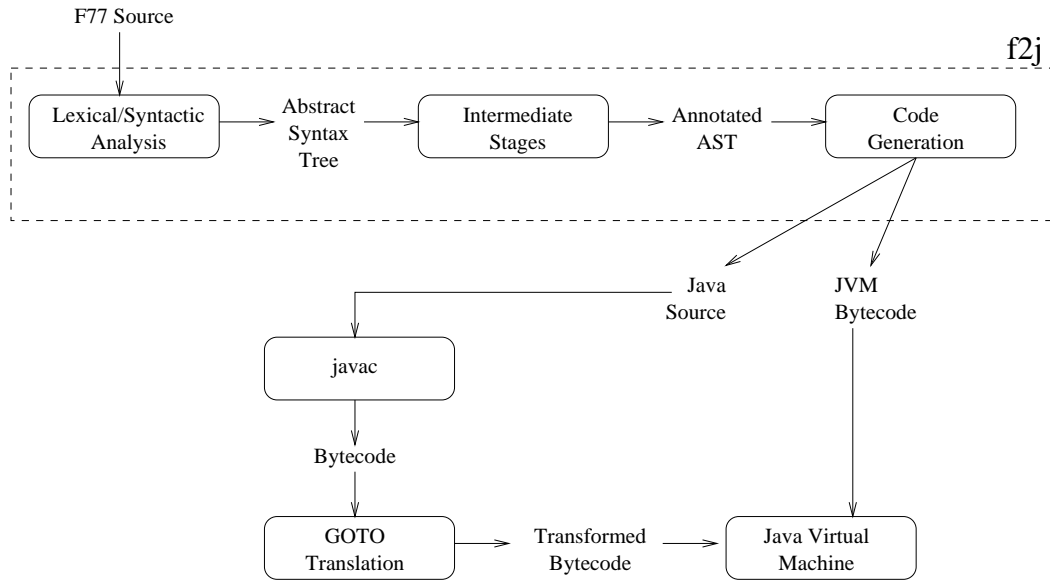 F77 Source
f2j
Lexical/Syntactic
Analysis
Abstract
Syntax
Tree
Intermediate
Stages
Annotated
AST
Code
Generation
Java
Source
JVM
Bytecode
javac
Bytecode
GOTO
Translation
Transformed
Bytecode
Java Virtual
Machine